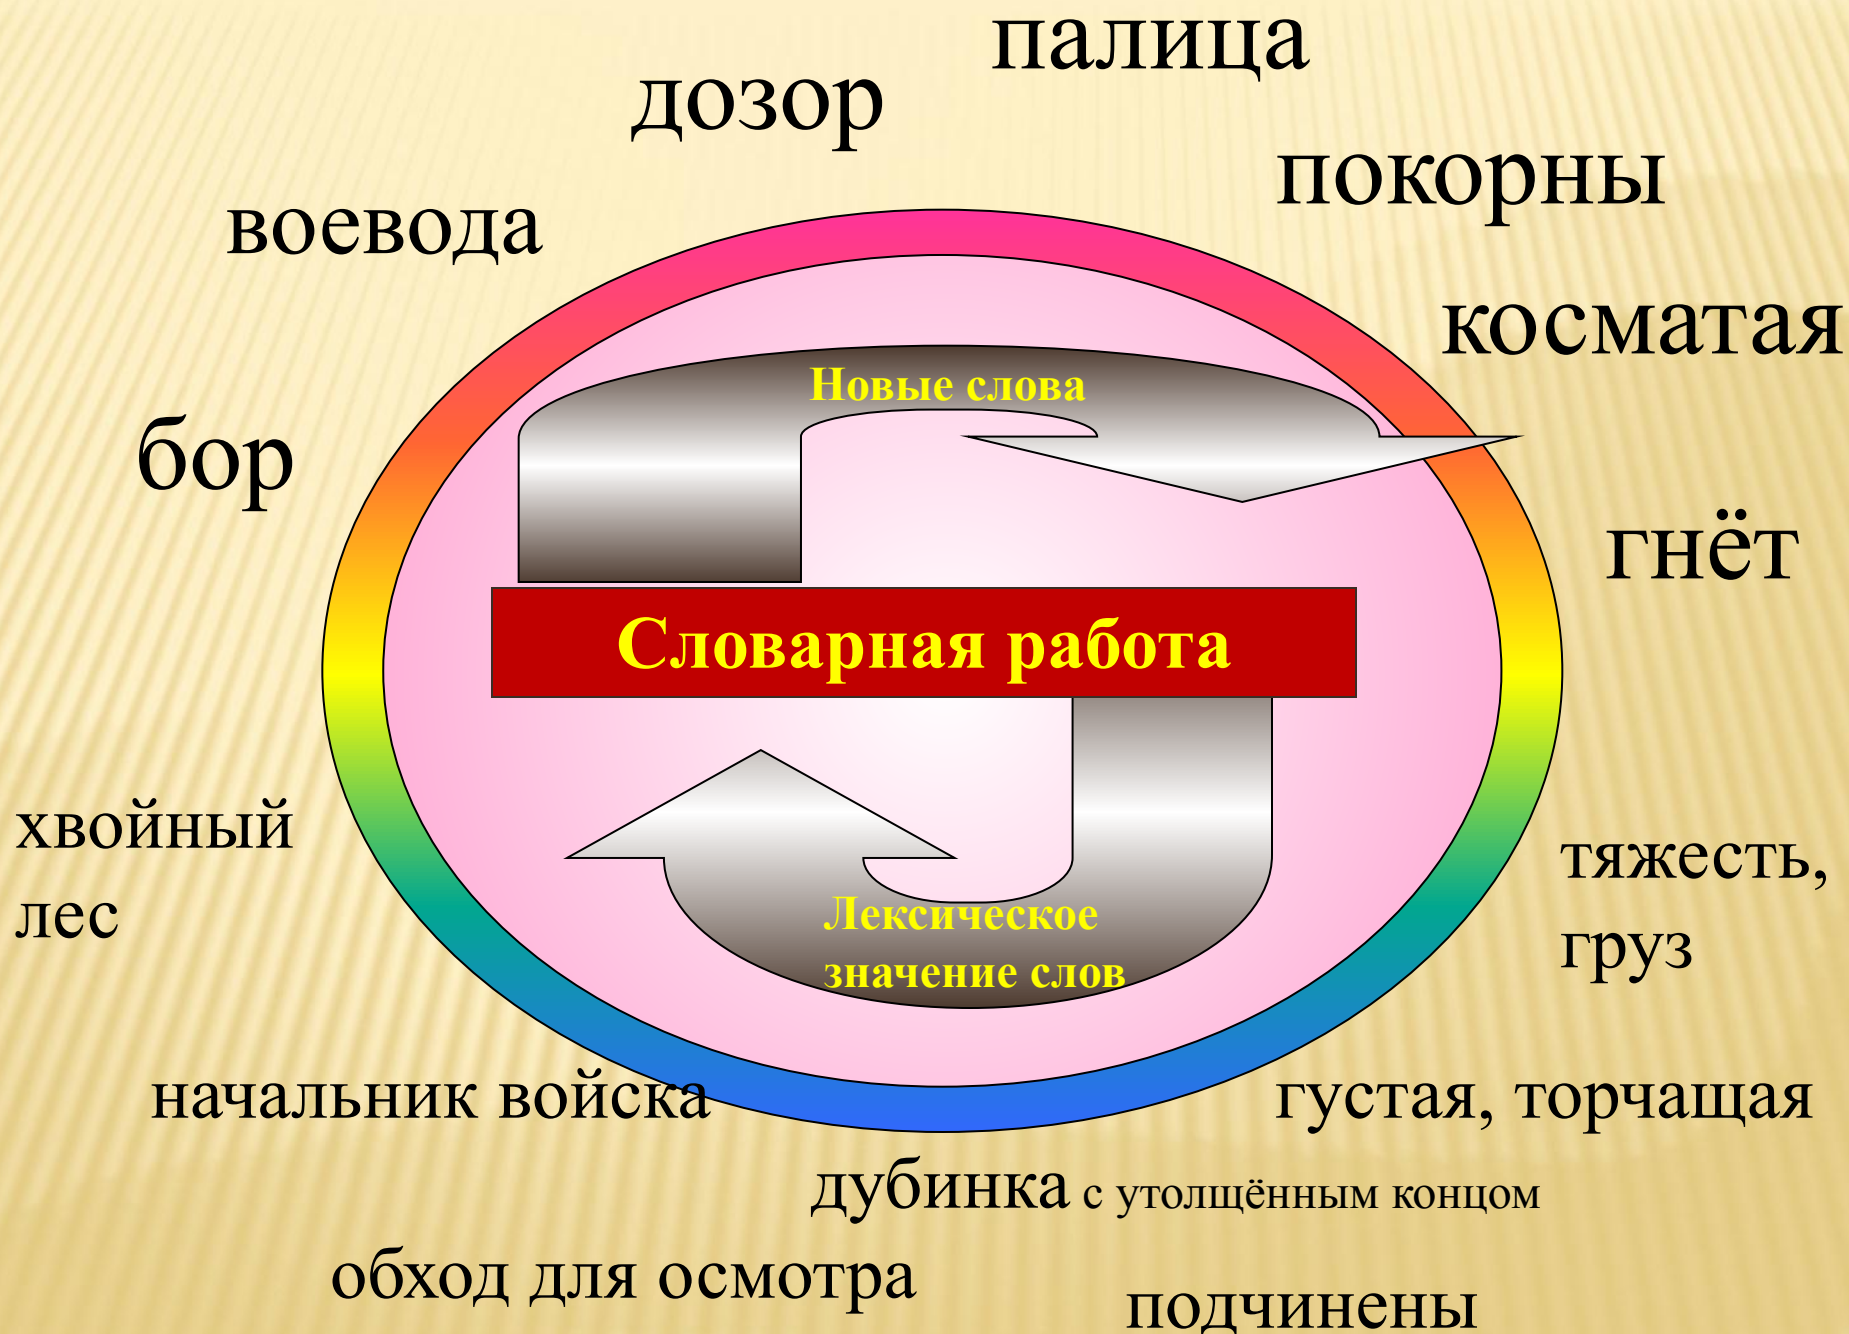 палица
дозор
покорны
воевода
косматая
Новые слова
бор
гнёт
Словарная работа
хвойный
лес
тяжесть,
груз
Лексическое
значение слов
начальник войска
густая, торчащая
дубинка с утолщённым концом
обход для осмотра
подчинены